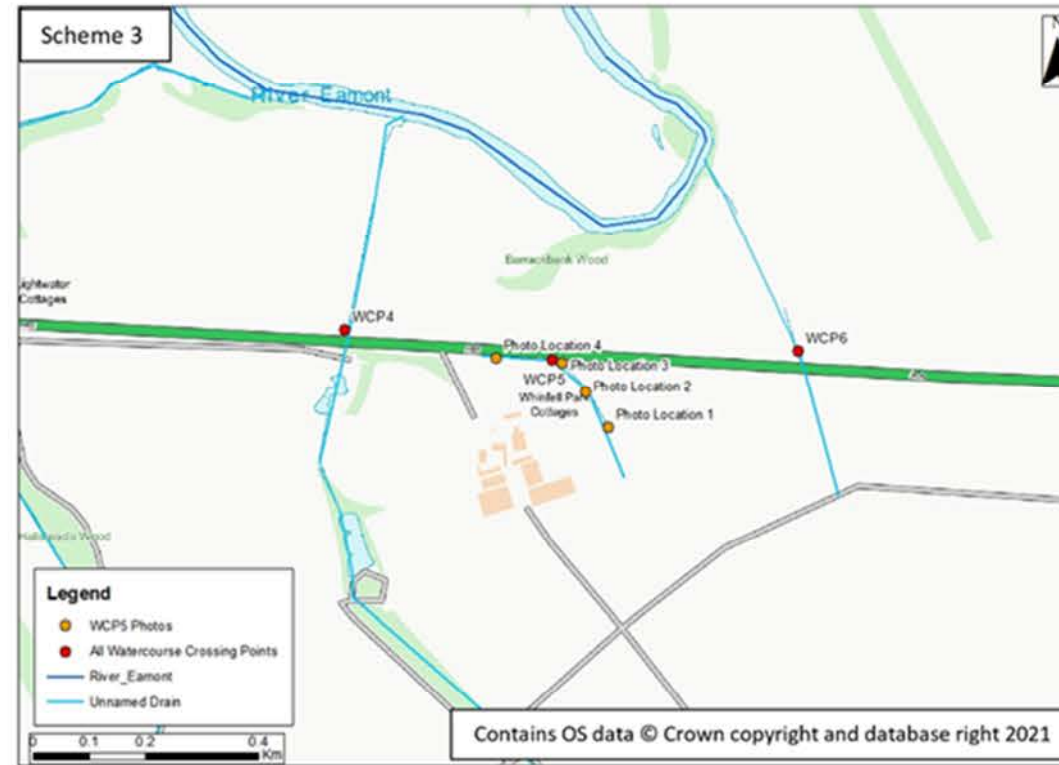 Scheme 3
N
River Eamont
Barrackbank Wood
Lightwater
Cottages
WCP4
Photo Location 4
WCP6
Photo Location 3
WCP5
Photo Location 2
Whinfell Park
Cottages
Photo Location 1
Wood
Legend
WCP5 Photos
All Watercourse Crossing Points
River_Eamont
Unnamed Drain
0 0.1 0.2 0.4
Km
Contains OS data © Crown copyright and database right 2021